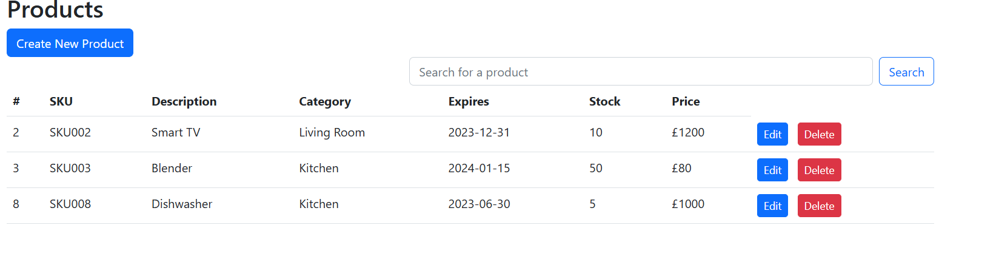 Products
Create New Product
Search for a product Search
# SKU Description Category Expires Stock Price
2 SKU002 Smart TV Living Room 2023-12-31 10 £1200 Edit Delete
3 SKU003 Blender Kitchen 2024-01-15 50 £80 Edit Delete
8 SKU008 Dishwasher Kitchen 2023-06-30 5 £1000 Edit Delete